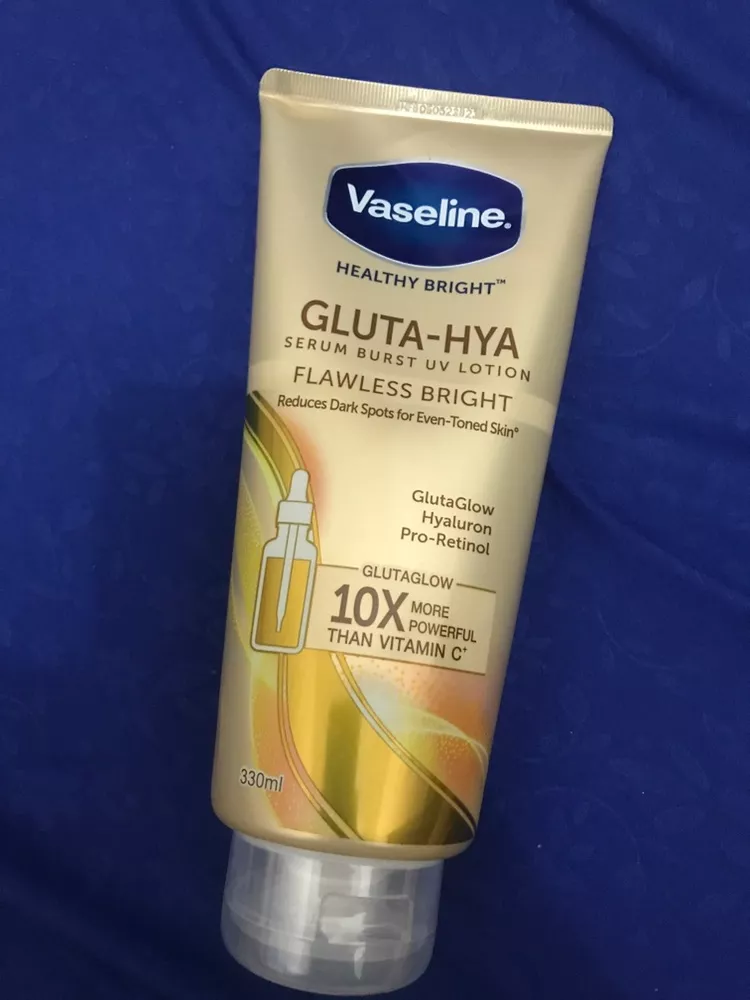 Vaseline.
HEALTHY BRIGHT™
GLUTA-HYA
SERUM BURST UV LOTION
FLAWLESS BRIGHT
Reduces Dark Spots for Even-Toned Skin°
GlutaGlow
Hyaluron
Pro-Retinol
GLUTAGLOW
10X MORE POWERFUL
THAN VITAMIN C⁺
330ml